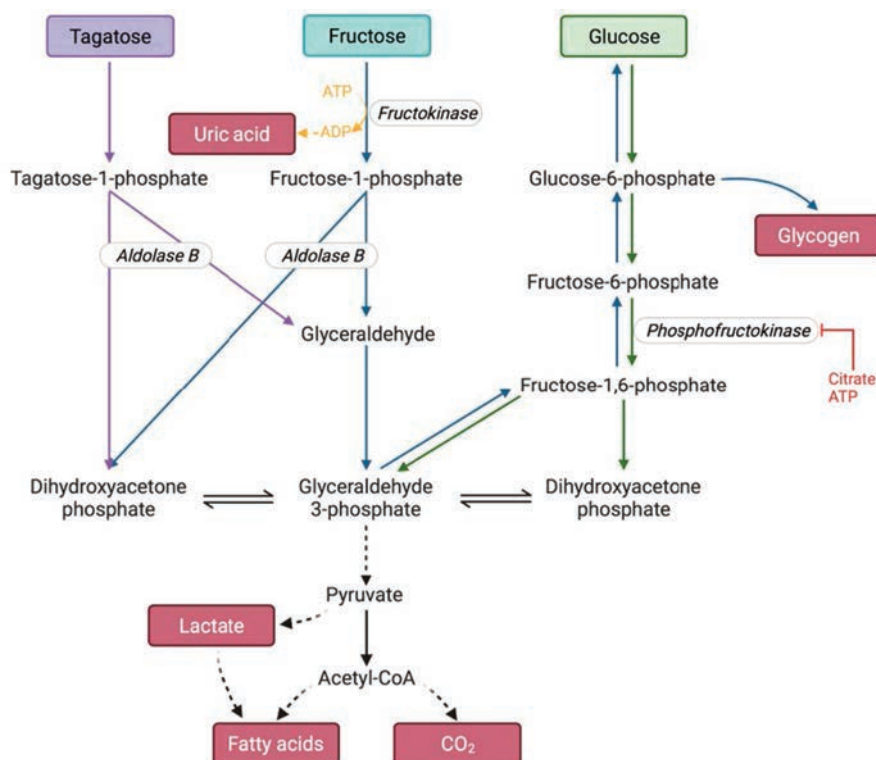 Tagatose
Fructose
Glucose
ATP
Fructokinase
Uric acid
ADP
Tagatose-1-phosphate
Fructose-1-phosphate
Glucose-6-phosphate
Glycogen
Aldolase B
Aldolase B
Fructose-6-phosphate
Glyceraldehyde
Phosphofructokinase
Fructose-1,6-phosphate
Citrate
ATP
Dihydroxyacetone
phosphate
Glyceraldehyde
3-phosphate
Dihydroxyacetone
phosphate
Pyruvate
Lactate
Acetyl-CoA
Fatty acids
CO₂